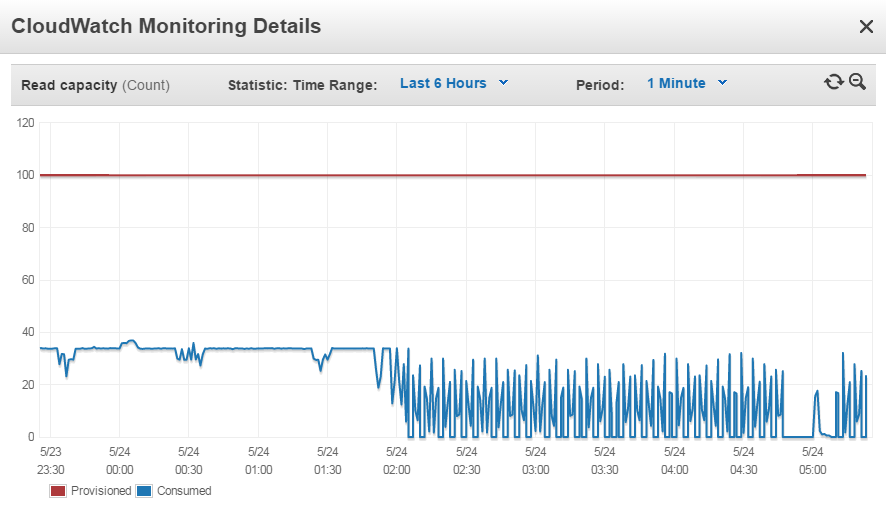 CloudWatch Monitoring Details
Read capacity (Count) Statistic: Time Range: Last 6 Hours Period: 1 Minute
120
100
80
60
40
20
0
5/23 5/24 5/24 5/24 5/24 5/24 5/24 5/24 5/24 5/24 5/24 5/24
23:30 00:00 00:30 01:00 01:30 02:00 02:30 03:00 03:30 04:00 04:30 05:00
Provisioned Consumed